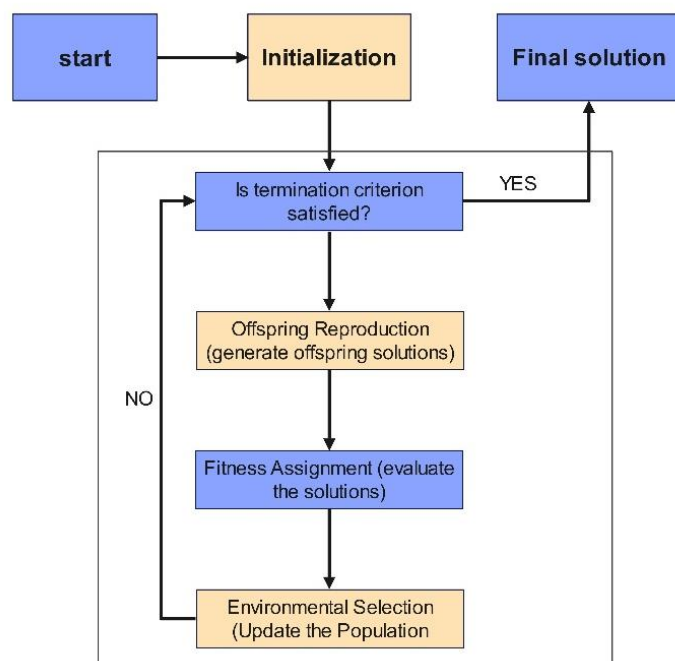 start
Initialization
Final solution
Is termination criterion
satisfied?
YES
Offspring Reproduction
(generate offspring solutions)
NO
Fitness Assignment (evaluate
the solutions)
Environmental Selection
(Update the Population